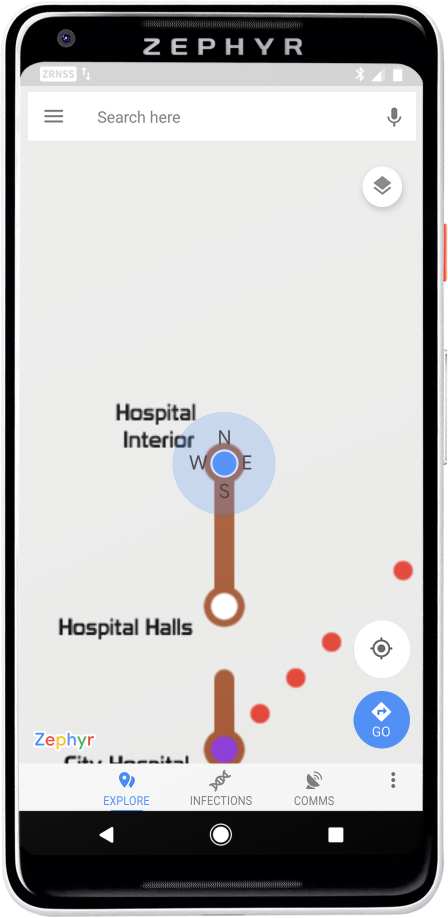 ZEPHYR
ZRNSS
Search here
Hospital
Interior
N
W E
S
Hospital Halls
GO
Zephyr
City Hospital
EXPLORE INFECTIONS COMMS